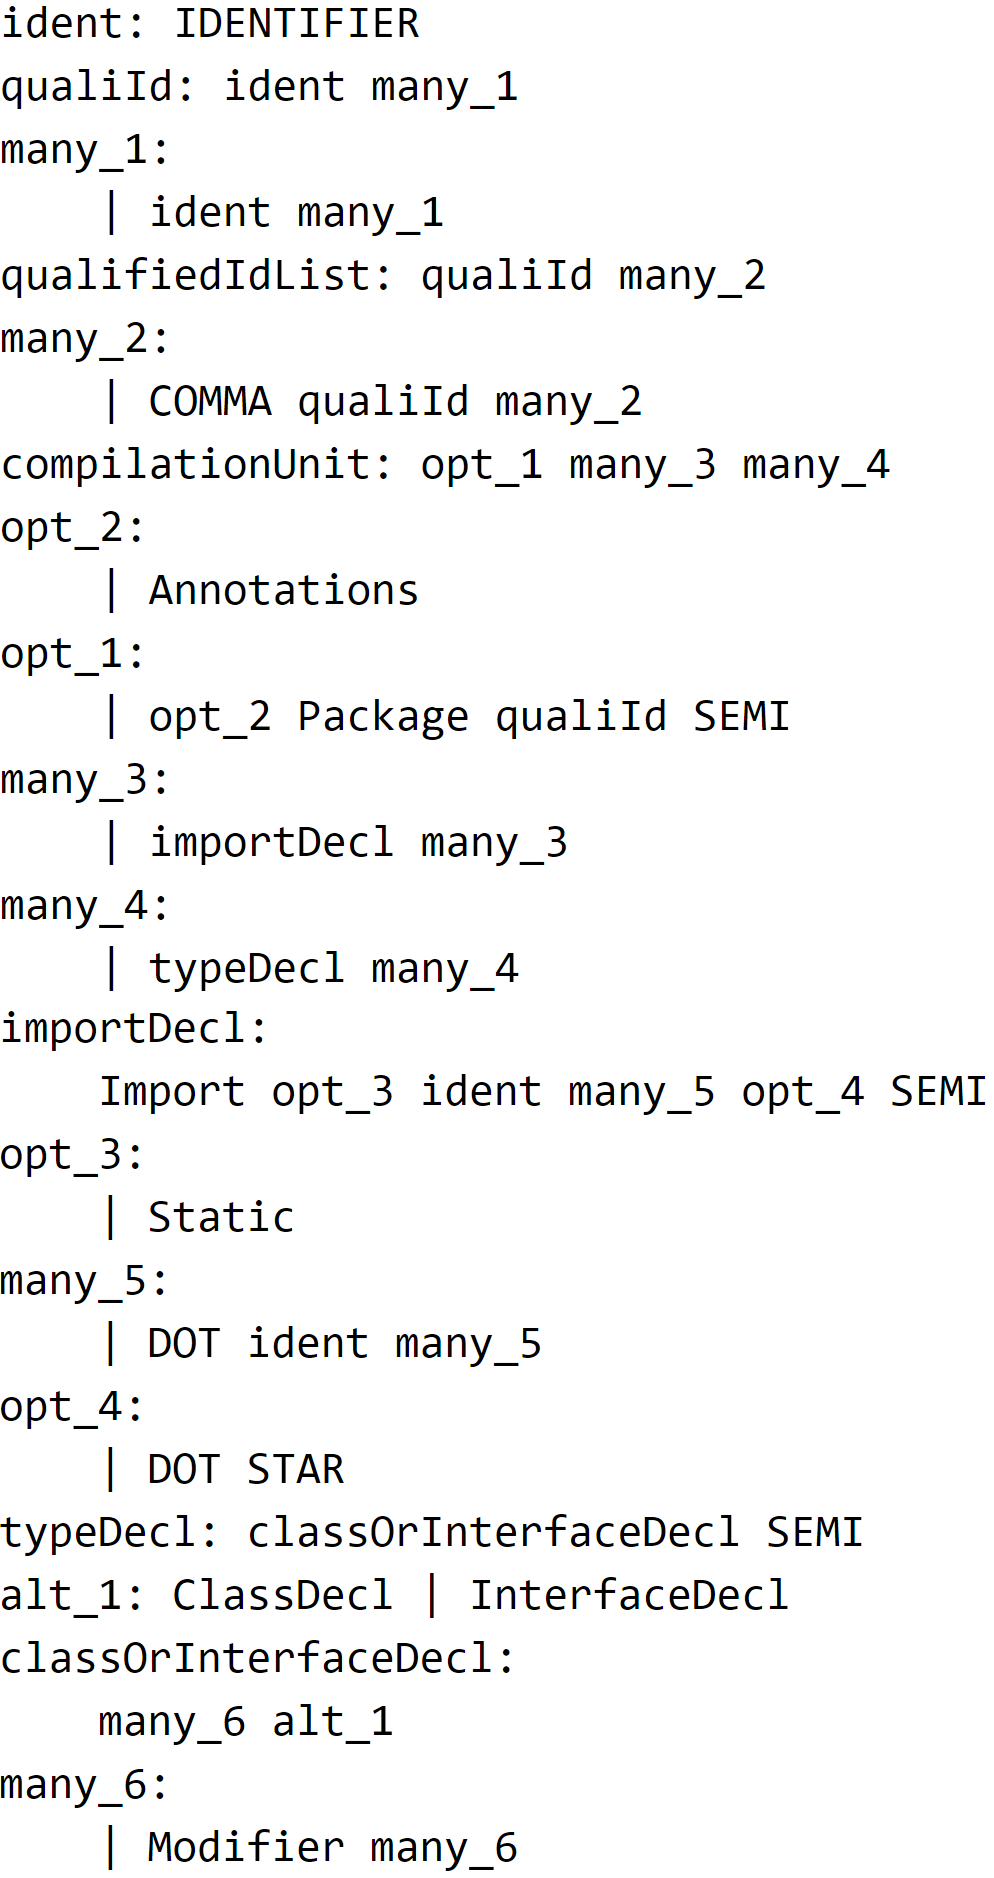 ident: IDENTIFIER
qualiId: ident many_1
many_1:
    | ident many_1
qualifiedIdList: qualiId many_2
many_2:
    | COMMA qualiId many_2
compilationUnit: opt_1 many_3 many_4
opt_2:
    | Annotations
opt_1:
    | opt_2 Package qualiId SEMI
many_3:
    | importDecl many_3
many_4:
    | typeDecl many_4
importDecl:
    Import opt_3 ident many_5 opt_4 SEMI
opt_3:
    | Static
many_5:
    | DOT ident many_5
opt_4:
    | DOT STAR
typeDecl: classOrInterfaceDecl SEMI
alt_1: ClassDecl | InterfaceDecl
classOrInterfaceDecl:
    many_6 alt_1
many_6:
    | Modifier many_6